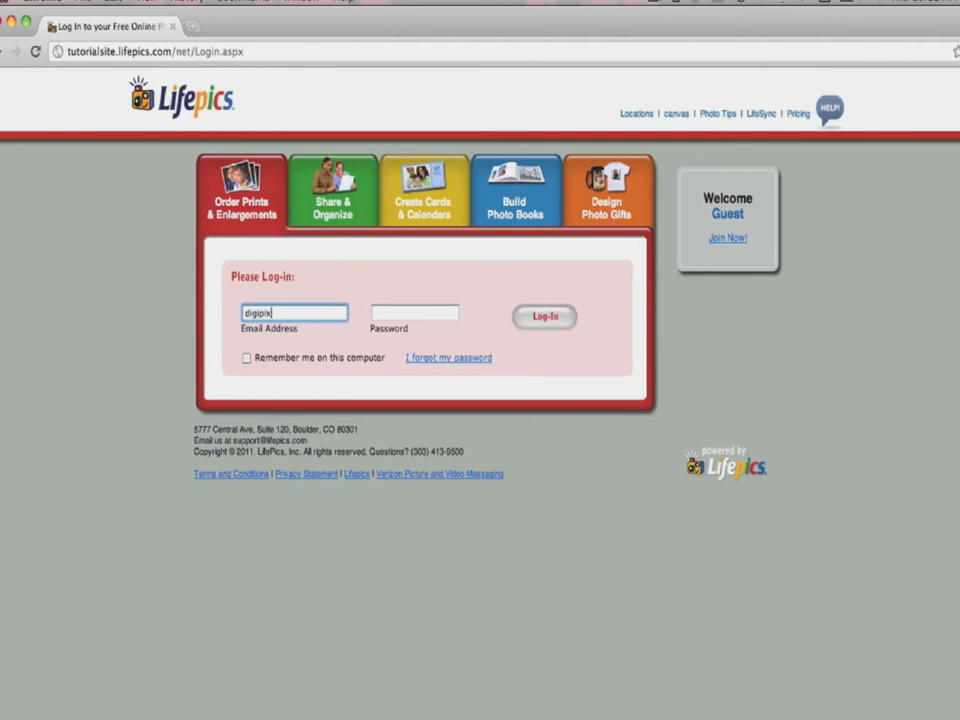 Log In to your Free Online P
tutorialsite.lifepics.com/net/Login.aspx
Lifepics
Locations | canvas | Photo Tips | LifeSync | Pricing
HELP!
Order Prints
& Enlargements
Share &
Organize
Create Cards
& Calendars
Build
Photo Books
Design
Photo Gifts
Welcome
Guest
Join Now!
Please Log-in:
digipix
Email Address
Password
Log-In
Remember me on this computer
I forgot my password
5777 Central Ave, Suite 120, Boulder, CO 80301
Email us at support@lifepics.com
Copyright © 2011. LifePics, Inc. All rights reserved. Questions? (303) 413-9500
Terms and Conditions | Privacy Statement | Lifepics | Verizon Picture and Video Messaging
powered by
Lifepics.